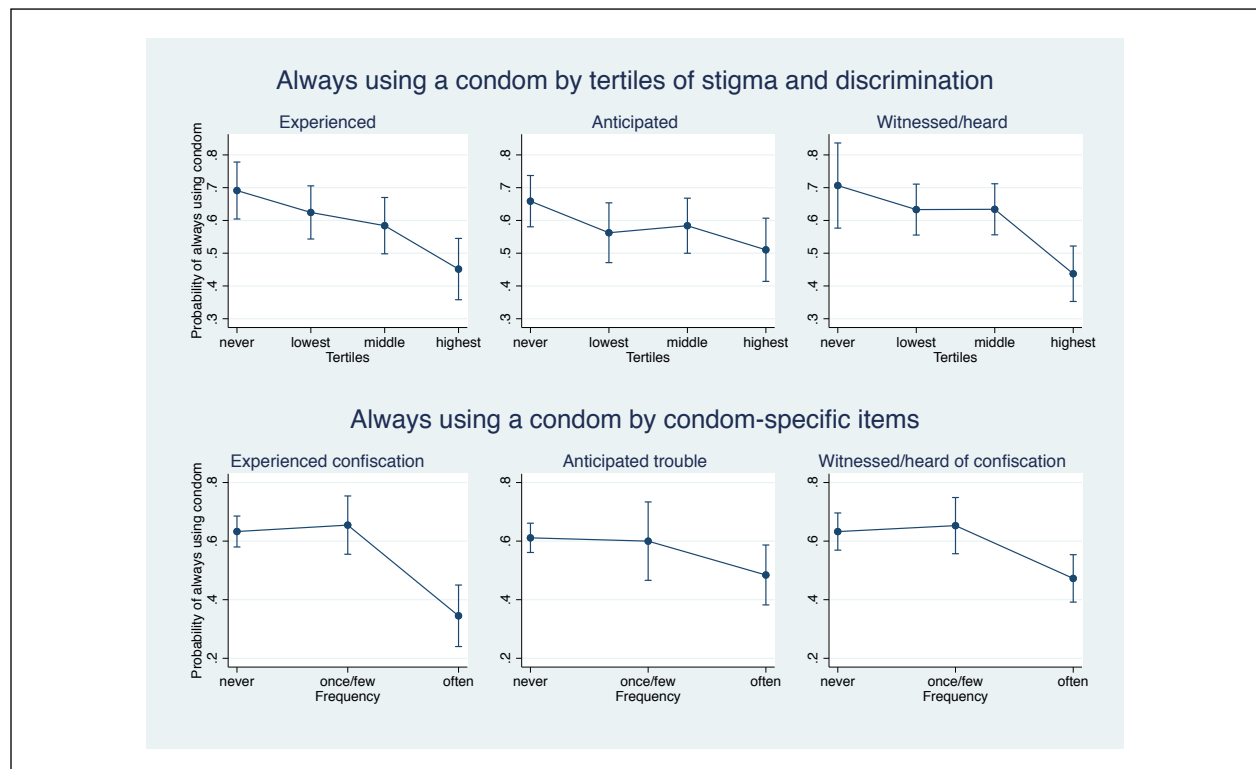 Always using a condom by tertiles of stigma and discrimination
Experienced
Anticipated
Witnessed/heard
Probability of always using condom
.8
.7
.6
.5
.4
.3
never lowest middle highest
Tertiles
.8
.7
.6
.5
.4
.3
never lowest middle highest
Tertiles
.8
.7
.6
.5
.4
.3
never lowest middle highest
Tertiles
Always using a condom by condom-specific items
Experienced confiscation
Anticipated trouble
Witnessed/heard of confiscation
Probability of always using condom
.8
.6
.4
.2
never once/few often
Frequency
.8
.6
.4
.2
never once/few often
Frequency
.8
.6
.4
.2
never once/few often
Frequency